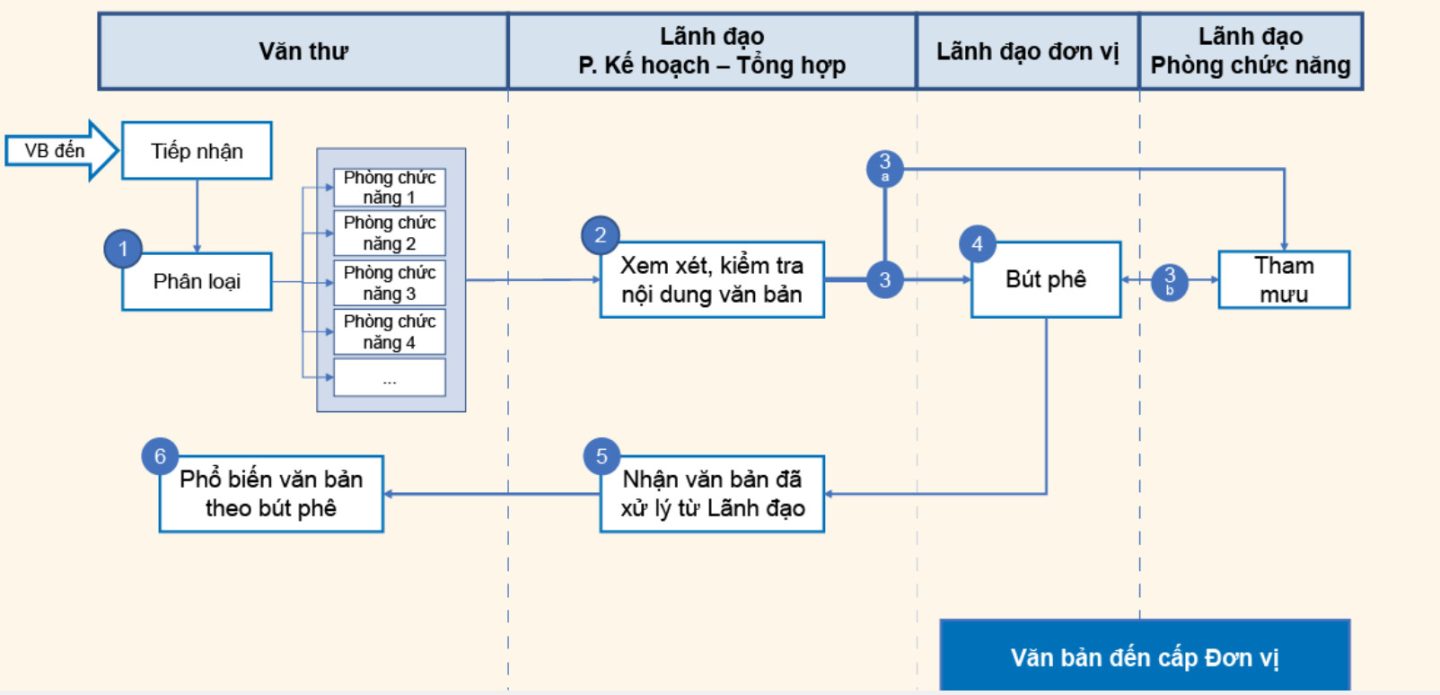 Văn thư
Lãnh đạo
P. Kế hoạch – Tổng hợp
Lãnh đạo đơn vị
Lãnh đạo
Phòng chức năng
VB đến
Tiếp nhận
1
Phân loại
Phòng chức
năng 1
Phòng chức
năng 2
Phòng chức
năng 3
Phòng chức
năng 4
...
2
Xem xét, kiểm tra
nội dung văn bản
3
a
3
4
Bút phê
3
b
Tham
mưu
6
Phổ biến văn bản
theo bút phê
5
Nhận văn bản đã
xử lý từ Lãnh đạo
Văn bản đến cấp Đơn vị